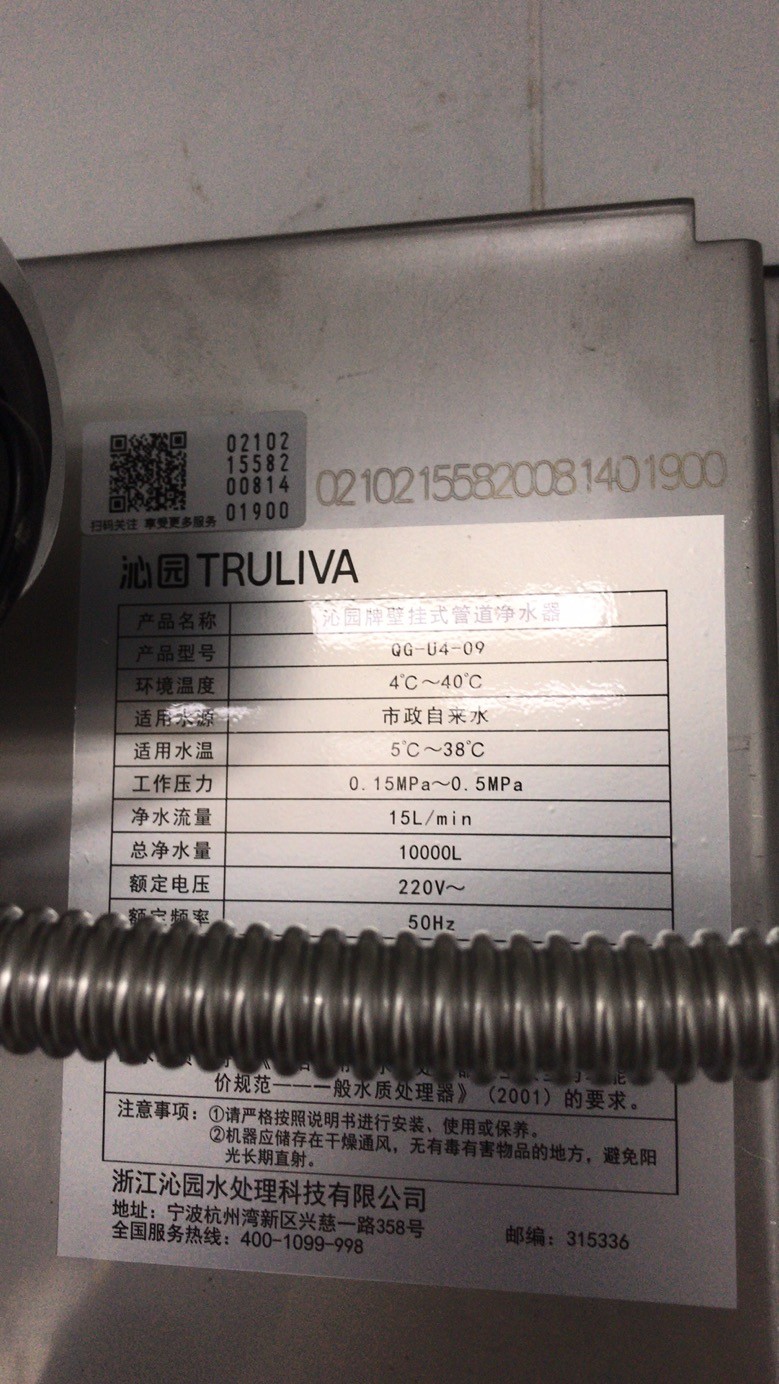 02102
15582
00814
01900
扫码关注 享受更多服务
02102155820081401900
沁园 TRULIVA
产品名称 沁园牌壁挂式管道净水器
产品型号 QG-U4-09
环境温度 4℃～40℃
适用水源 市政自来水
适用水温 5℃～38℃
工作压力 0.15MPa～0.5MPa
净水流量 15L/min
总净水量 10000L
额定电压 220V～
额定频率 50Hz
价规范——一般水质处理器》（2001）的要求。
注意事项：①请严格按照说明书进行安装、使用或保养。
②机器应储存在干燥通风，无有毒有害物品的地方，避免阳
光长期直射。
浙江沁园水处理科技有限公司
地址：宁波杭州湾新区兴慈一路358号
全国服务热线：400-1099-998 邮编：315336